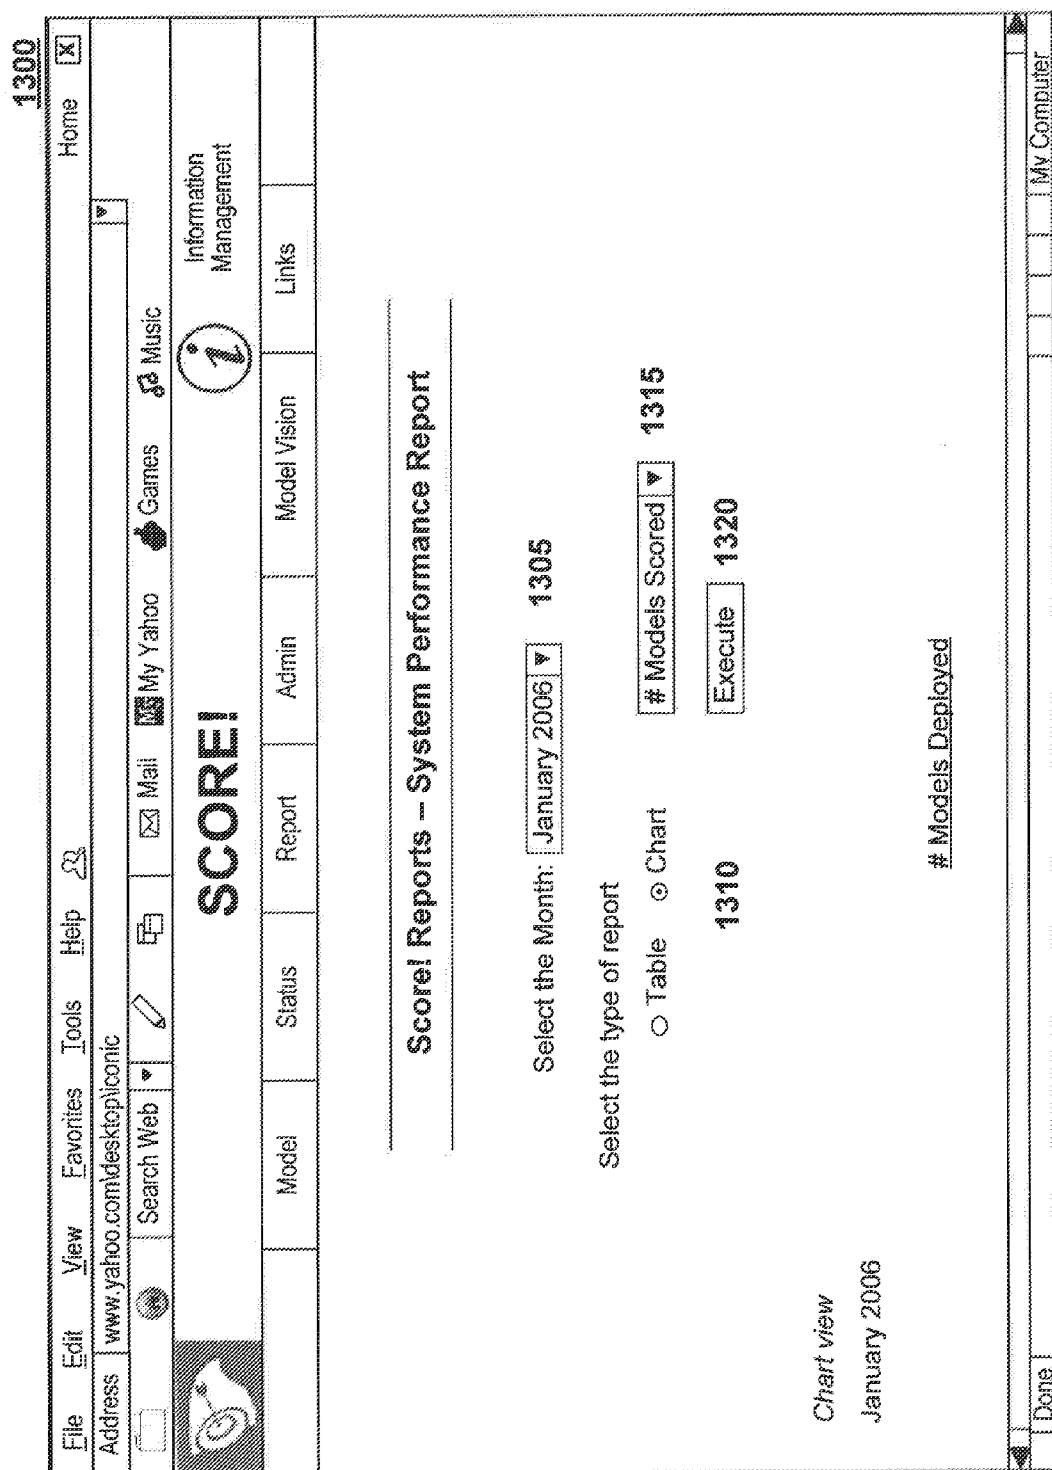 1300
File Edit View Favorites Tools Help Home X
Address www.yahoo.com\desktop\iconic
Search Web Mail My Yahoo Games Music
SCORE! i Information
Management
Model Status Report Admin Model Vision Links
Score! Reports – System Performance Report
Select the Month: January 2006 1305
Select the type of report
Table Chart # Models Scored 1315
1310 Execute 1320
Chart view
January 2006
# Models Deployed
Done My Computer